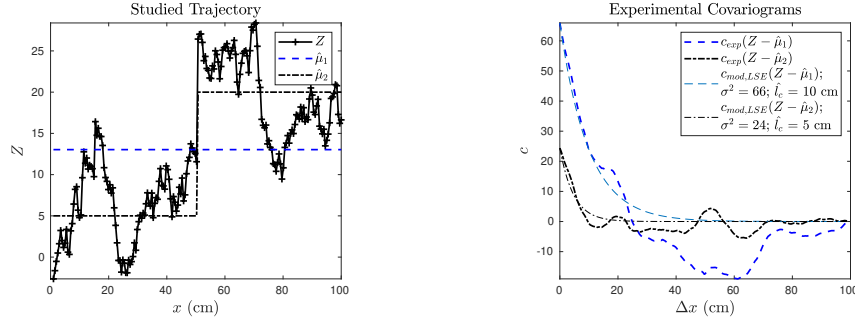 Studied Trajectory
Z
μ̂₁
μ̂₂
25
20
15
10
5
0
Z
0
20
40
60
80
100
x (cm)
Experimental Covariograms
c_exp(Z − μ̂₁)
c_exp(Z − μ̂₂)
c_mod,LSE(Z − μ̂₁);
σ² = 66; l̂_c = 10 cm
c_mod,LSE(Z − μ̂₂);
σ² = 24; l̂_c = 5 cm
60
50
40
30
20
10
0
-10
c
0
20
40
60
80
100
Δx (cm)